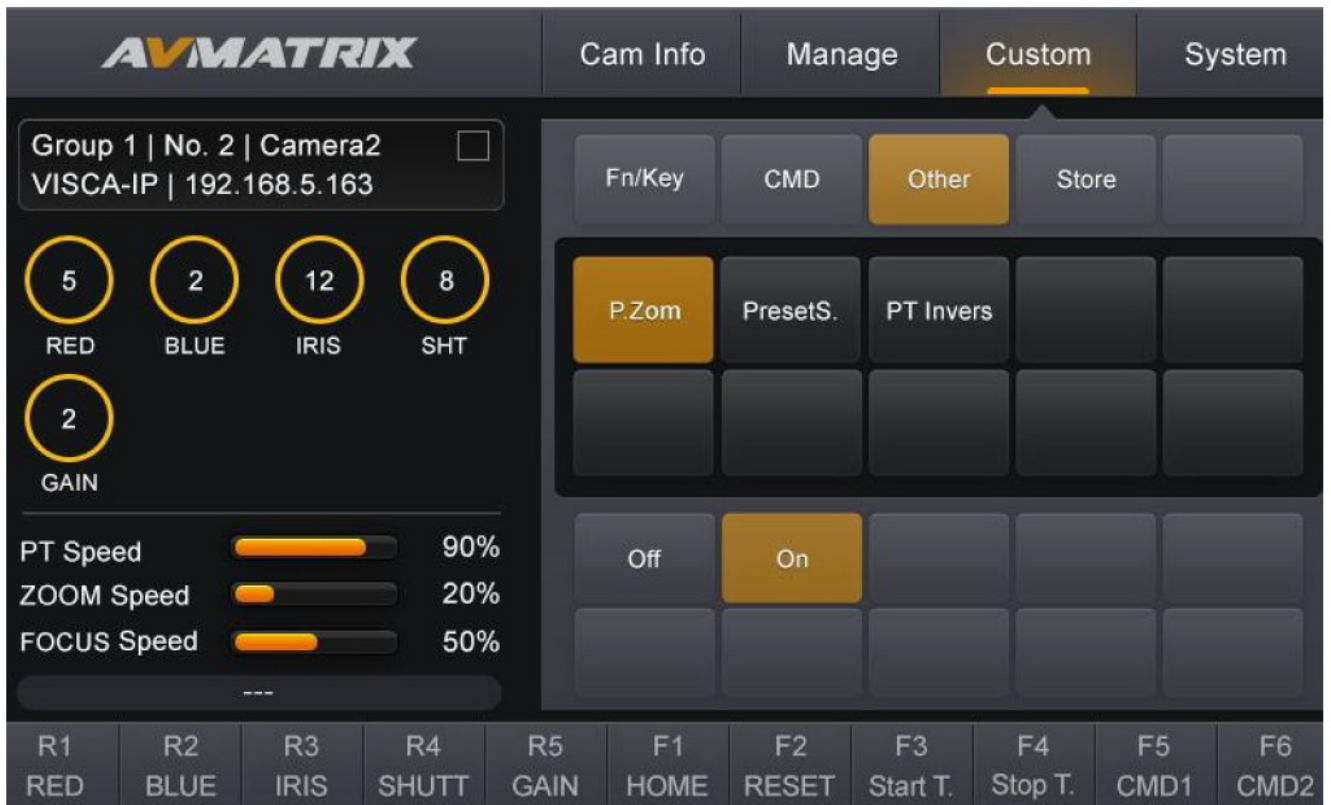 AVMATRIX
Cam Info Manage Custom System
Group 1 | No. 2 | Camera2
VISCA-IP | 192.168.5.163
5 2 12 8
RED BLUE IRIS SHT
2
GAIN
PT Speed 90%
ZOOM Speed 20%
FOCUS Speed 50%
---
Fn/Key CMD Other Store
P.Zom PresetS. PT Invers
Off On
R1 R2 R3 R4 R5 F1 F2 F3 F4 F5 F6
RED BLUE IRIS SHUTT GAIN HOME RESET Start T. Stop T. CMD1 CMD2